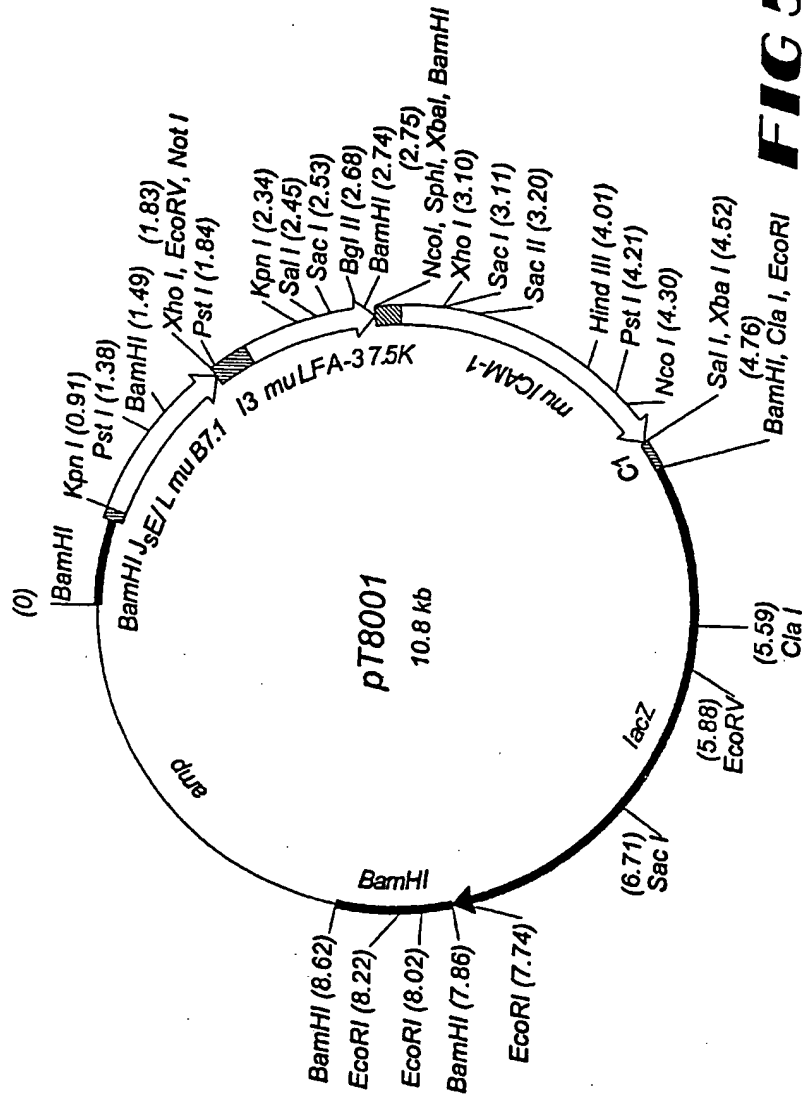 (0)
BamHI
Kpn I (0.91)
Pst I (1.38)
BamHI (1.49)
(1.83)
Xho I, EcoRV, Not I
Pst I (1.84)
Kpn I (2.34)
Sal I (2.45)
Sac I (2.53)
Bgl II (2.68)
BamHI (2.74)
(2.75)
NcoI, SphI, XbaI, BamHI
Xho I (3.10)
Sac I (3.11)
Sac II (3.20)
Hind III (4.01)
Pst I (4.21)
Nco I (4.30)
Sal I, Xba I (4.52)
(4.76)
BamHI, Cla I, EcoRI
(5.59)
Cla I
(5.88)
EcoRV
(6.71)
Sac I
EcoRI (7.74)
BamHI (7.86)
EcoRI (8.02)
EcoRI (8.22)
BamHI (8.62)
BamHI J sE/L mu B7.1
I3 mu LFA-3 7.5K
mu ICAM-1
C1
lacZ
BamHI
amp
pT8001
10.8 kb
FIG 5